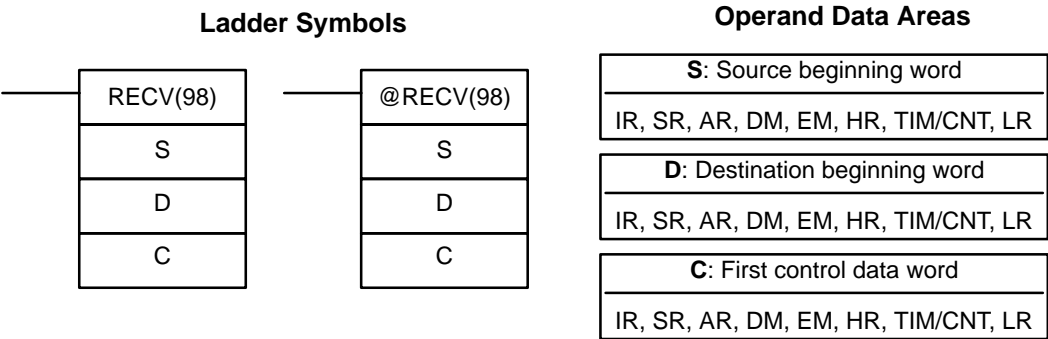 Ladder Symbols
RECV(98)
S
D
C
@RECV(98)
S
D
C
Operand Data Areas
S: Source beginning word
IR, SR, AR, DM, EM, HR, TIM/CNT, LR
D: Destination beginning word
IR, SR, AR, DM, EM, HR, TIM/CNT, LR
C: First control data word
IR, SR, AR, DM, EM, HR, TIM/CNT, LR